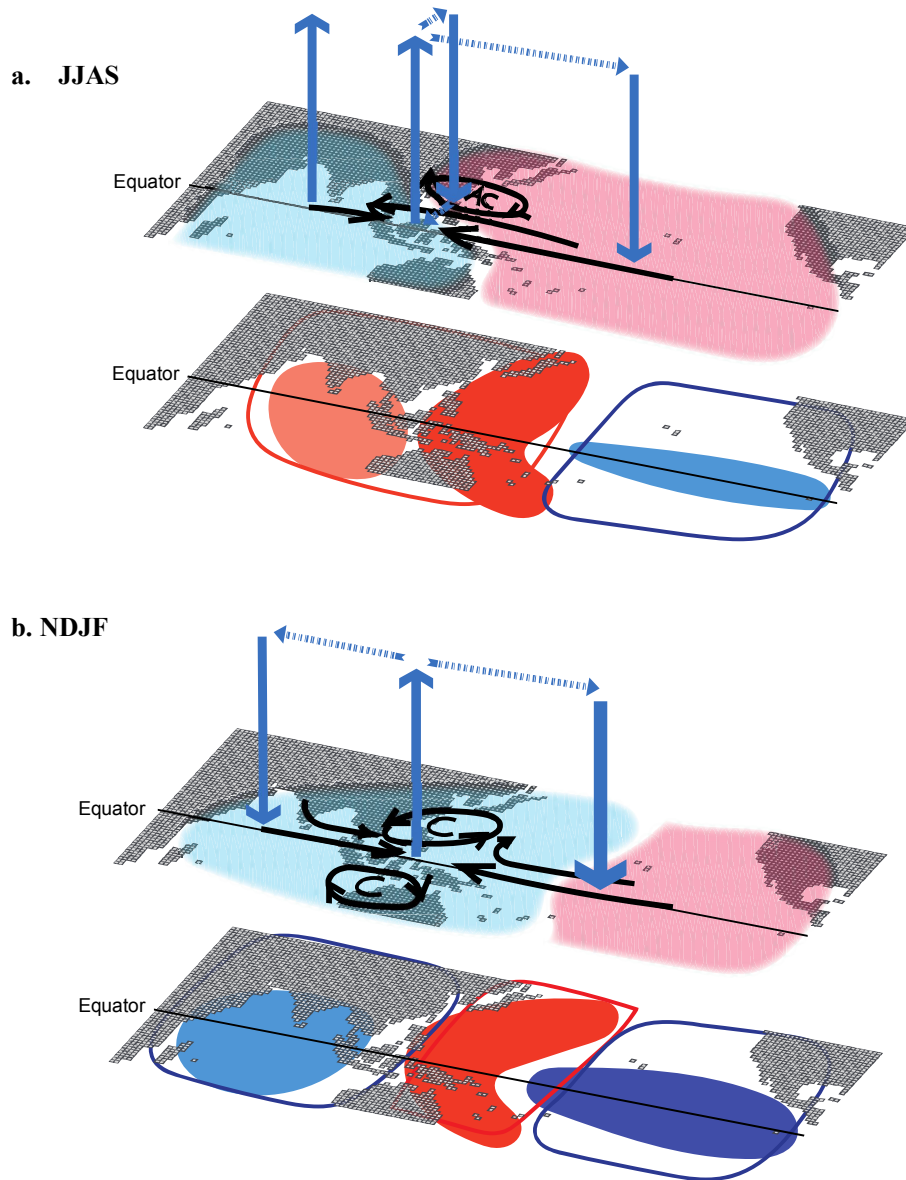 a. JJAS
Equator
AC
Equator
b. NDJF
Equator
C
C
Equator